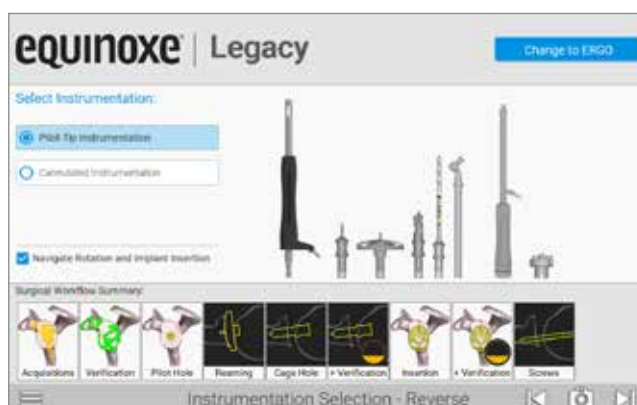 equinoxe | Legacy
Change to ERGO
Select Instrumentation:
Pilot Tip Instrumentation
Cannulated Instrumentation
Navigate Rotation and Implant Insertion
Surgical Workflow Summary:
Acquisitions Verification Pilot Hole Reaming Cage Hole + Verification Insertion + Verification Screws
Instrumentation Selection - Reverse